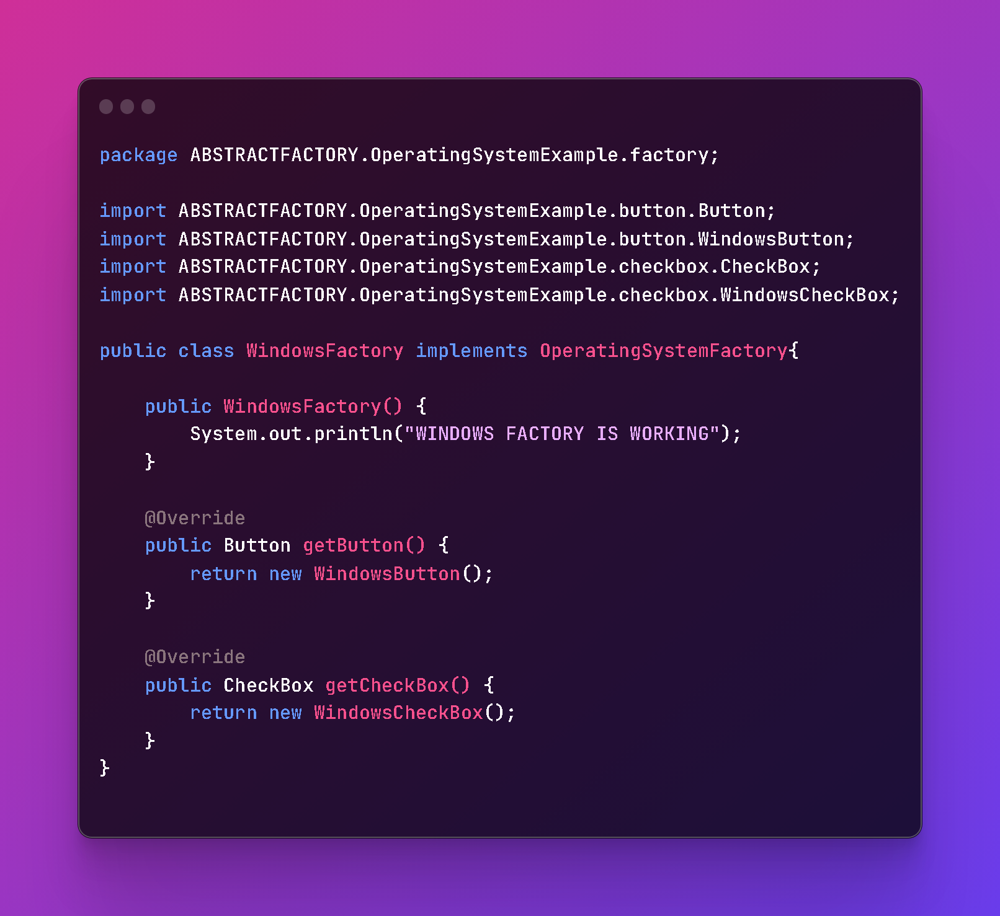 package ABSTRACTFACTORY.OperatingSystemExample.factory;
import ABSTRACTFACTORY.OperatingSystemExample.button.Button;
import ABSTRACTFACTORY.OperatingSystemExample.button.WindowsButton;
import ABSTRACTFACTORY.OperatingSystemExample.checkbox.CheckBox;
import ABSTRACTFACTORY.OperatingSystemExample.checkbox.WindowsCheckBox;
public class WindowsFactory implements OperatingSystemFactory{
    public WindowsFactory() {
        System.out.println("WINDOWS FACTORY IS WORKING");
    }
    @Override
    public Button getButton() {
        return new WindowsButton();
    }
    @Override
    public CheckBox getCheckBox() {
        return new WindowsCheckBox();
    }
}